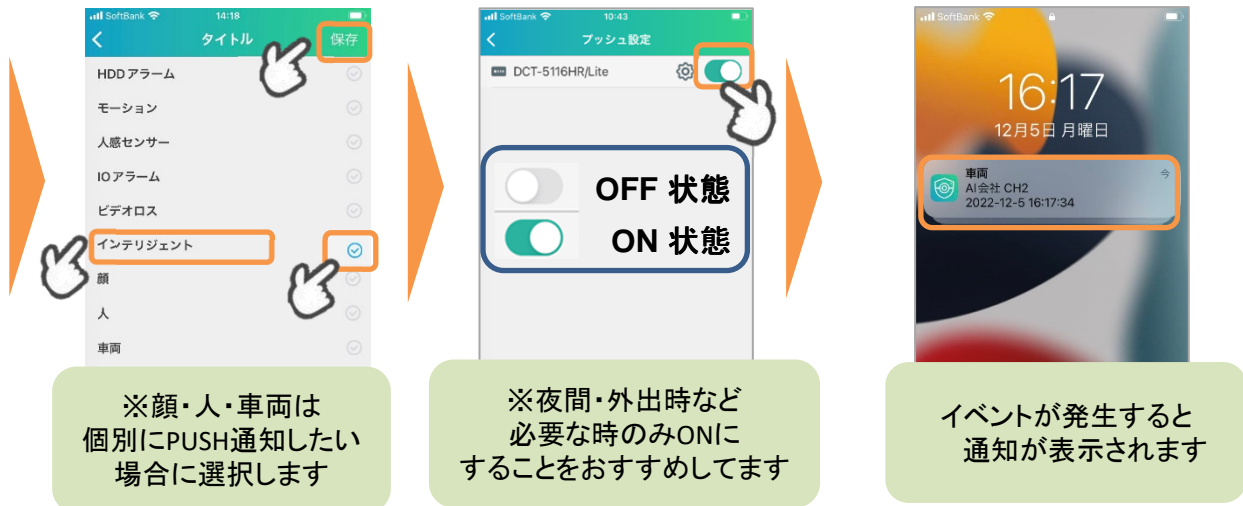 SoftBank 14:18
タイトル 保存
HDD アラーム
モーション
人感センサー
IO アラーム
ビデオロス
インテリジェント
顔
人
車両
※顔・人・車両は
個別にPUSH通知したい
場合に選択します
SoftBank 10:43
プッシュ設定
DCT-5116HR/Lite
OFF 状態
ON 状態
※夜間・外出時など
必要な時のみONに
することをおすすめしてます
SoftBank
16:17
12月5日 月曜日
車両 今
AI会社 CH2
2022-12-5 16:17:34
イベントが発生すると
通知が表示されます